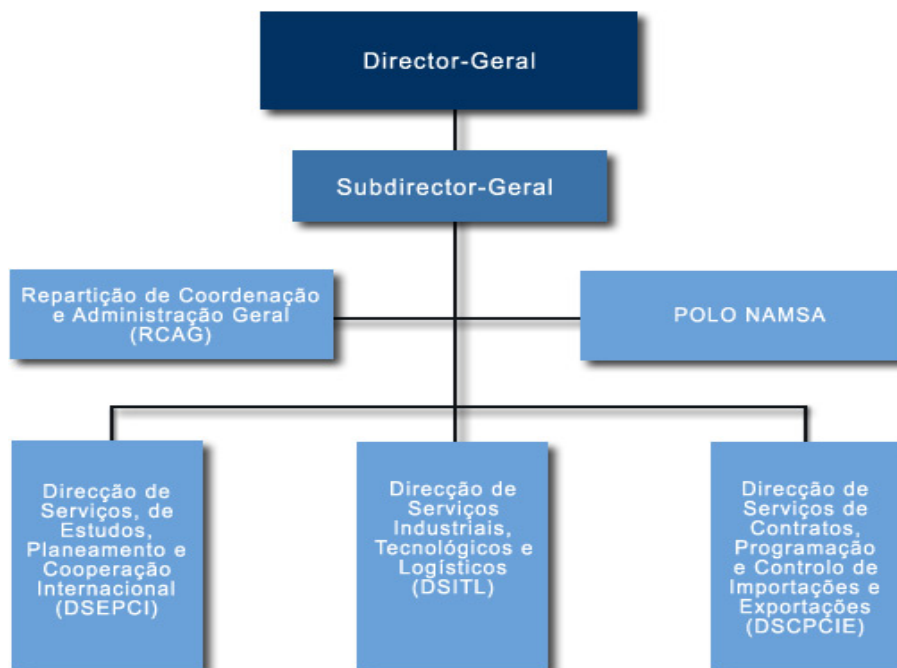 Director-Geral
Subdirector-Geral
Repartição de Coordenação
e Administração Geral
(RCAG)
POLO NAMSA
Direcção de
Serviços, de
Estudos,
Planeamento e
Cooperação
Internacional
(DSEPCI)
Direcção de
Serviços
Industriais,
Tecnológicos e
Logísticos
(DSITL)
Direcção de
Serviços de
Contratos,
Programação
e Controlo de
Importações e
Exportações
(DSCPCIE)